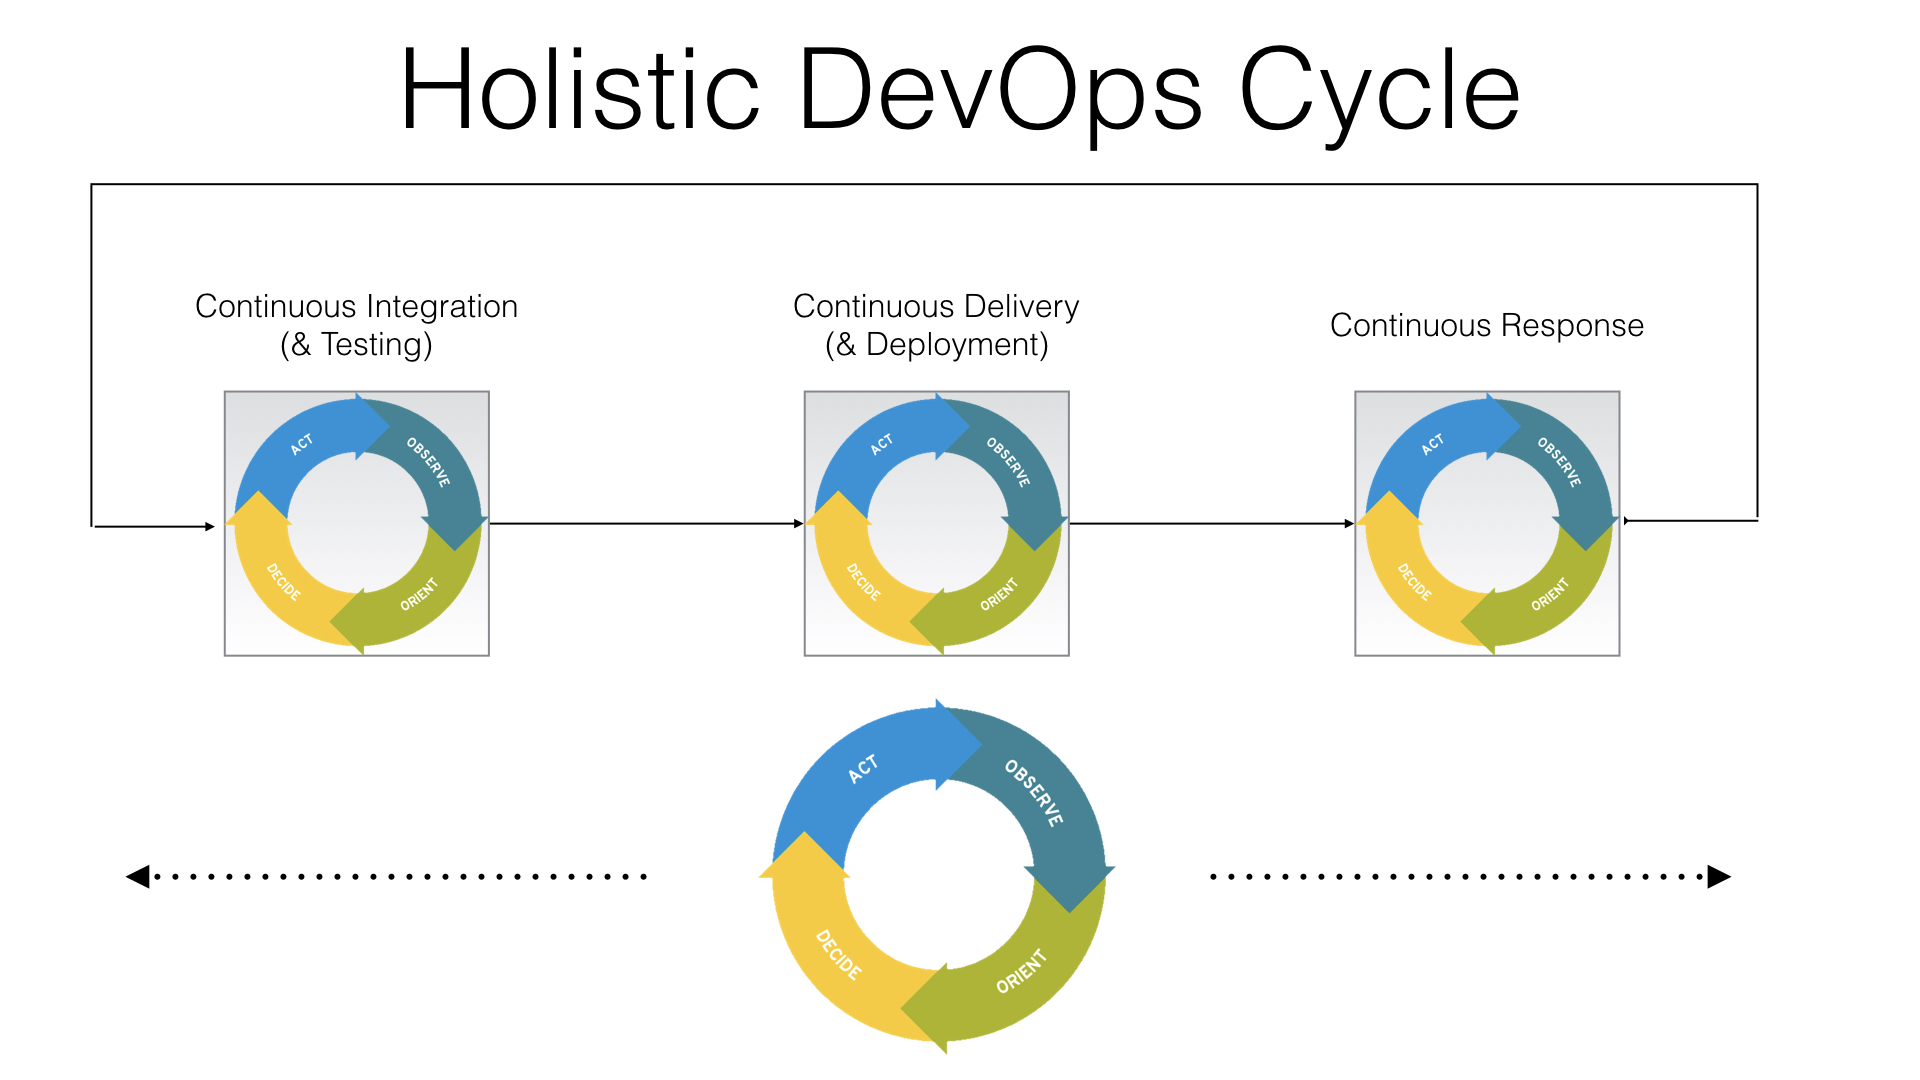 Holistic DevOps Cycle
Continuous Integration
(& Testing)
Continuous Delivery
(& Deployment)
Continuous Response
ACT
OBSERVE
DECIDE
ORIENT
ACT
OBSERVE
DECIDE
ORIENT
ACT
OBSERVE
DECIDE
ORIENT
ACT
OBSERVE
DECIDE
ORIENT